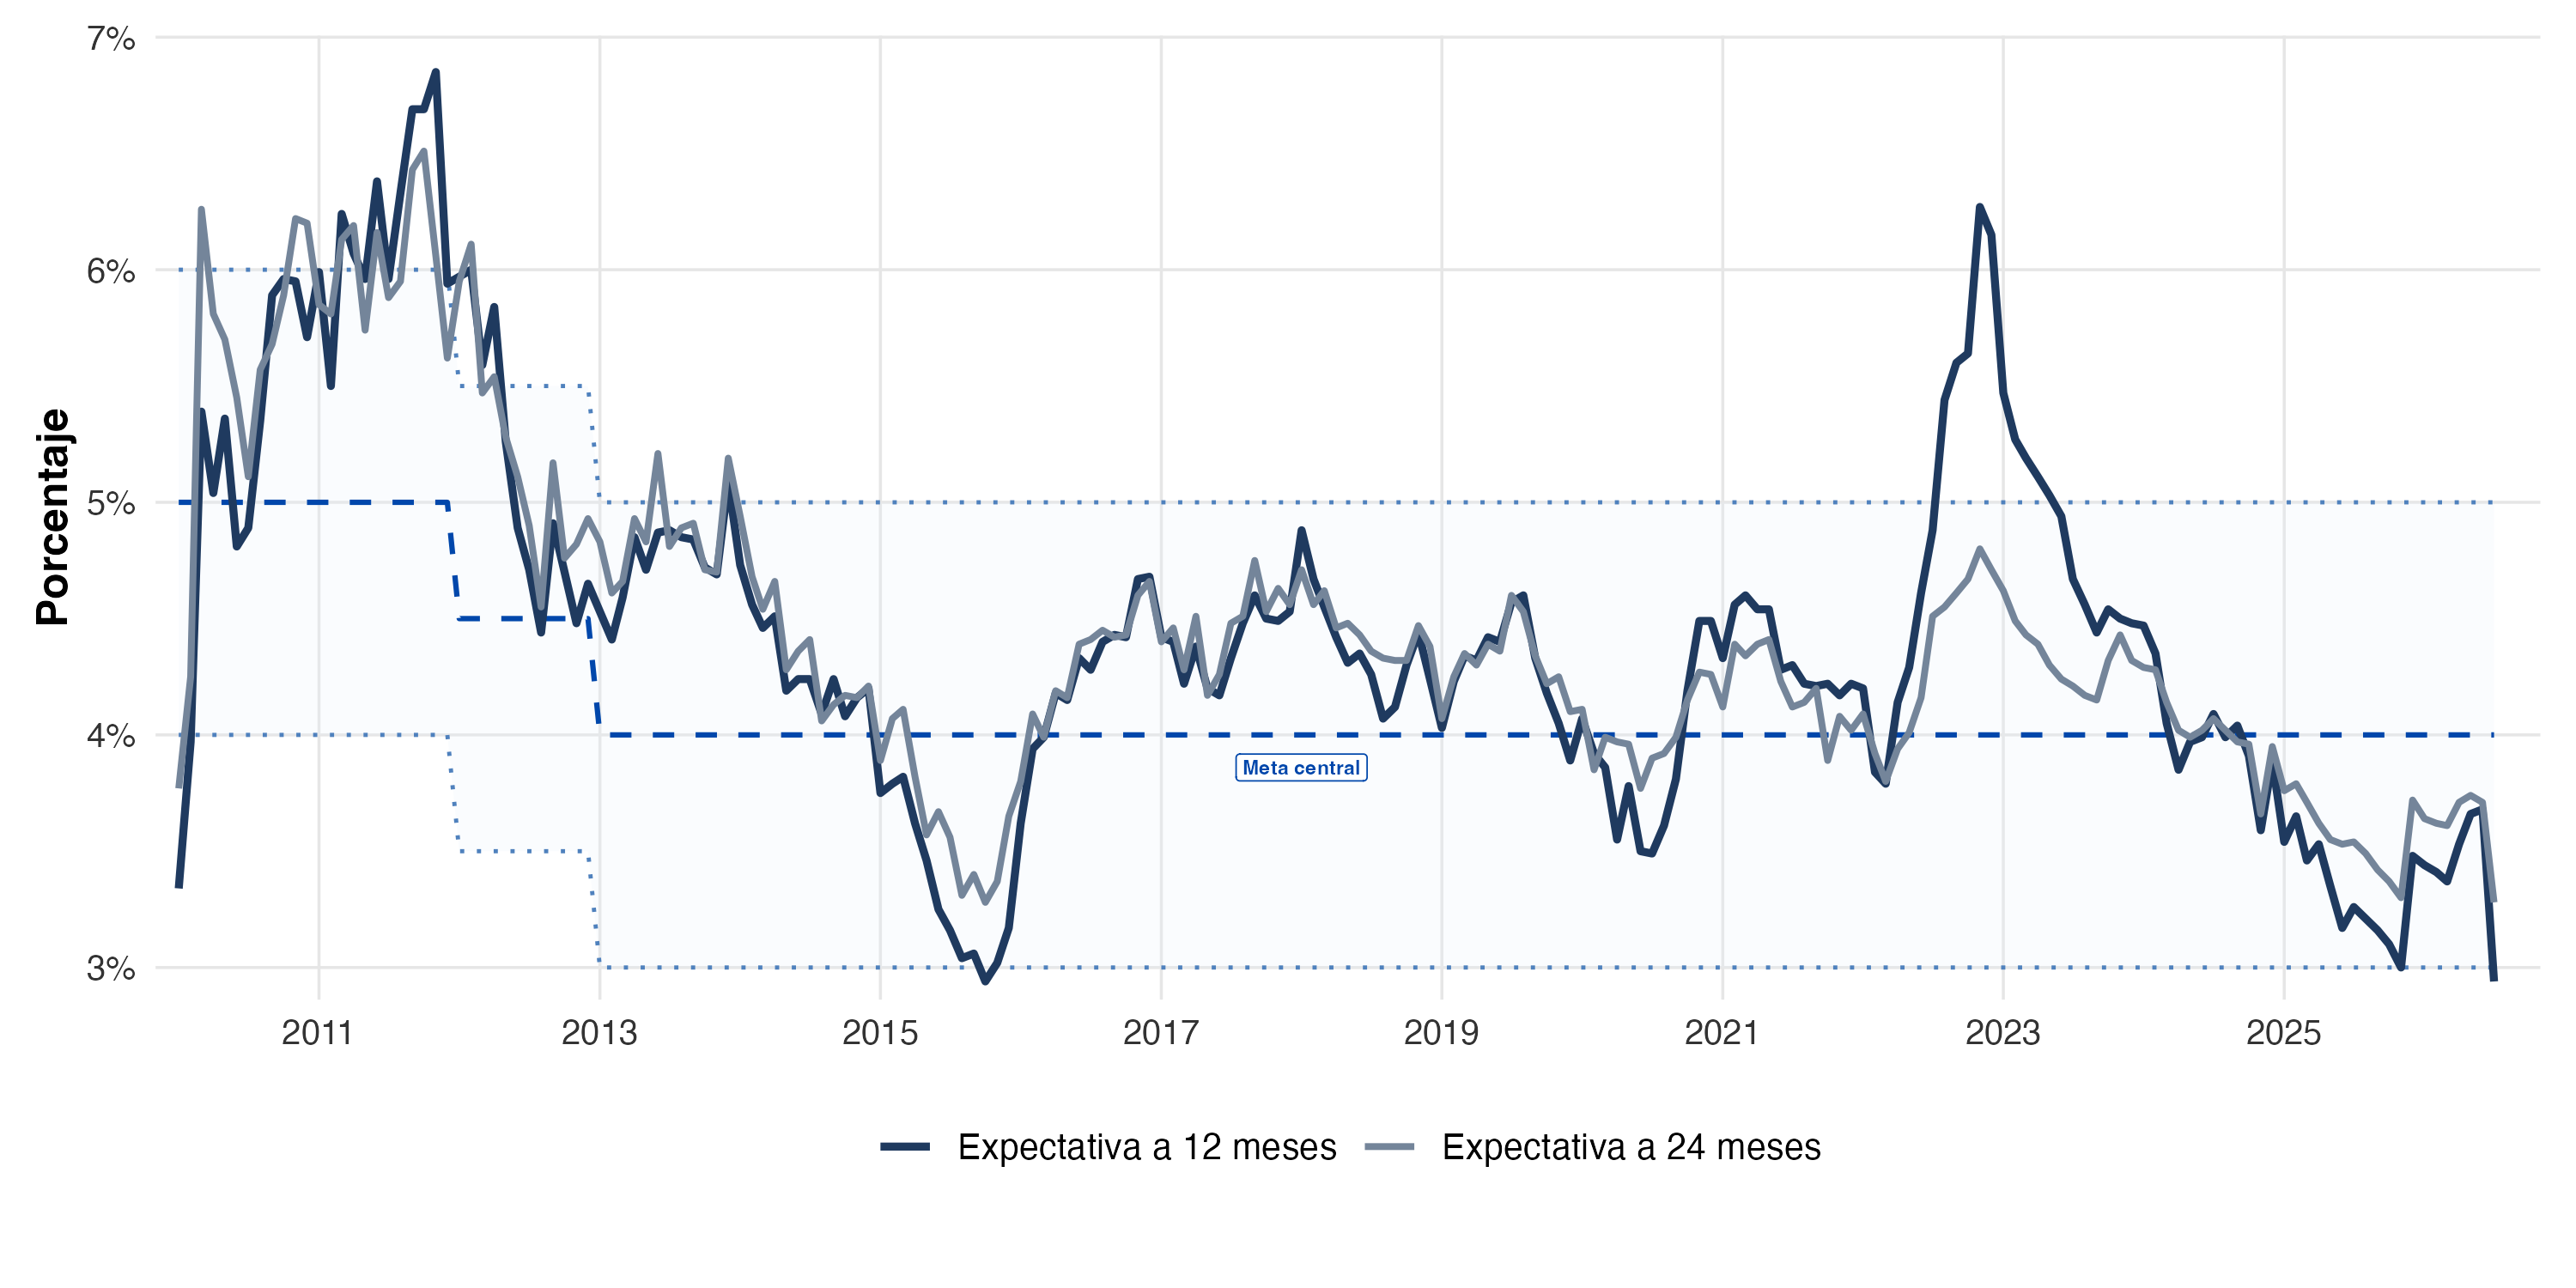 7%
6%
5%
4%
3%
Porcentaje
Meta central
2011 2013 2015 2017 2019 2021 2023 2025
Expectativa a 12 meses Expectativa a 24 meses